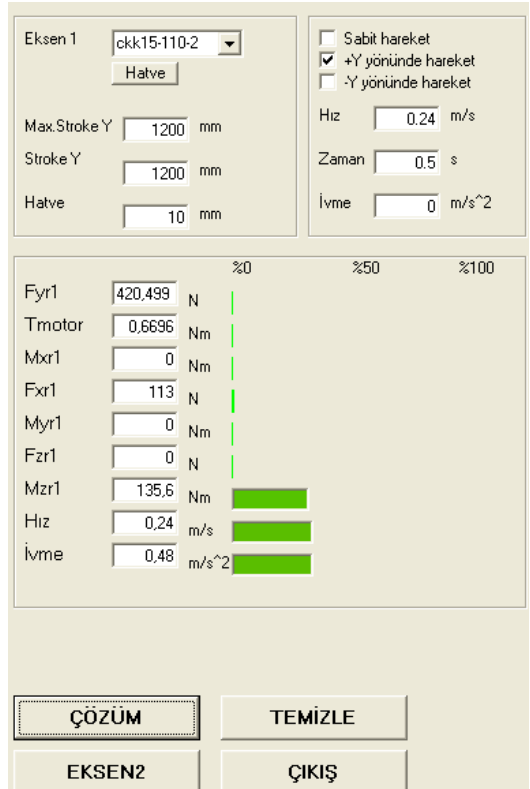 Eksen 1 ckk15-110-2
Hatve
Max.Stroke Y 1200 mm
Stroke Y 1200 mm
Hatve 10 mm
Sabit hareket
+Y yönünde hareket
-Y yönünde hareket
Hız 0.24 m/s
Zaman 0.5 s
İvme 0 m/s^2
%0 %50 %100
Fyr1 420,499 N
Tmotor 0,6696 Nm
Mxr1 0 Nm
Fxr1 113 N
Myr1 0 Nm
Fzr1 0 N
Mzr1 135,6 Nm
Hız 0,24 m/s
İvme 0,48 m/s^2
ÇÖZÜM TEMİZLE
EKSEN2 ÇIKIŞ